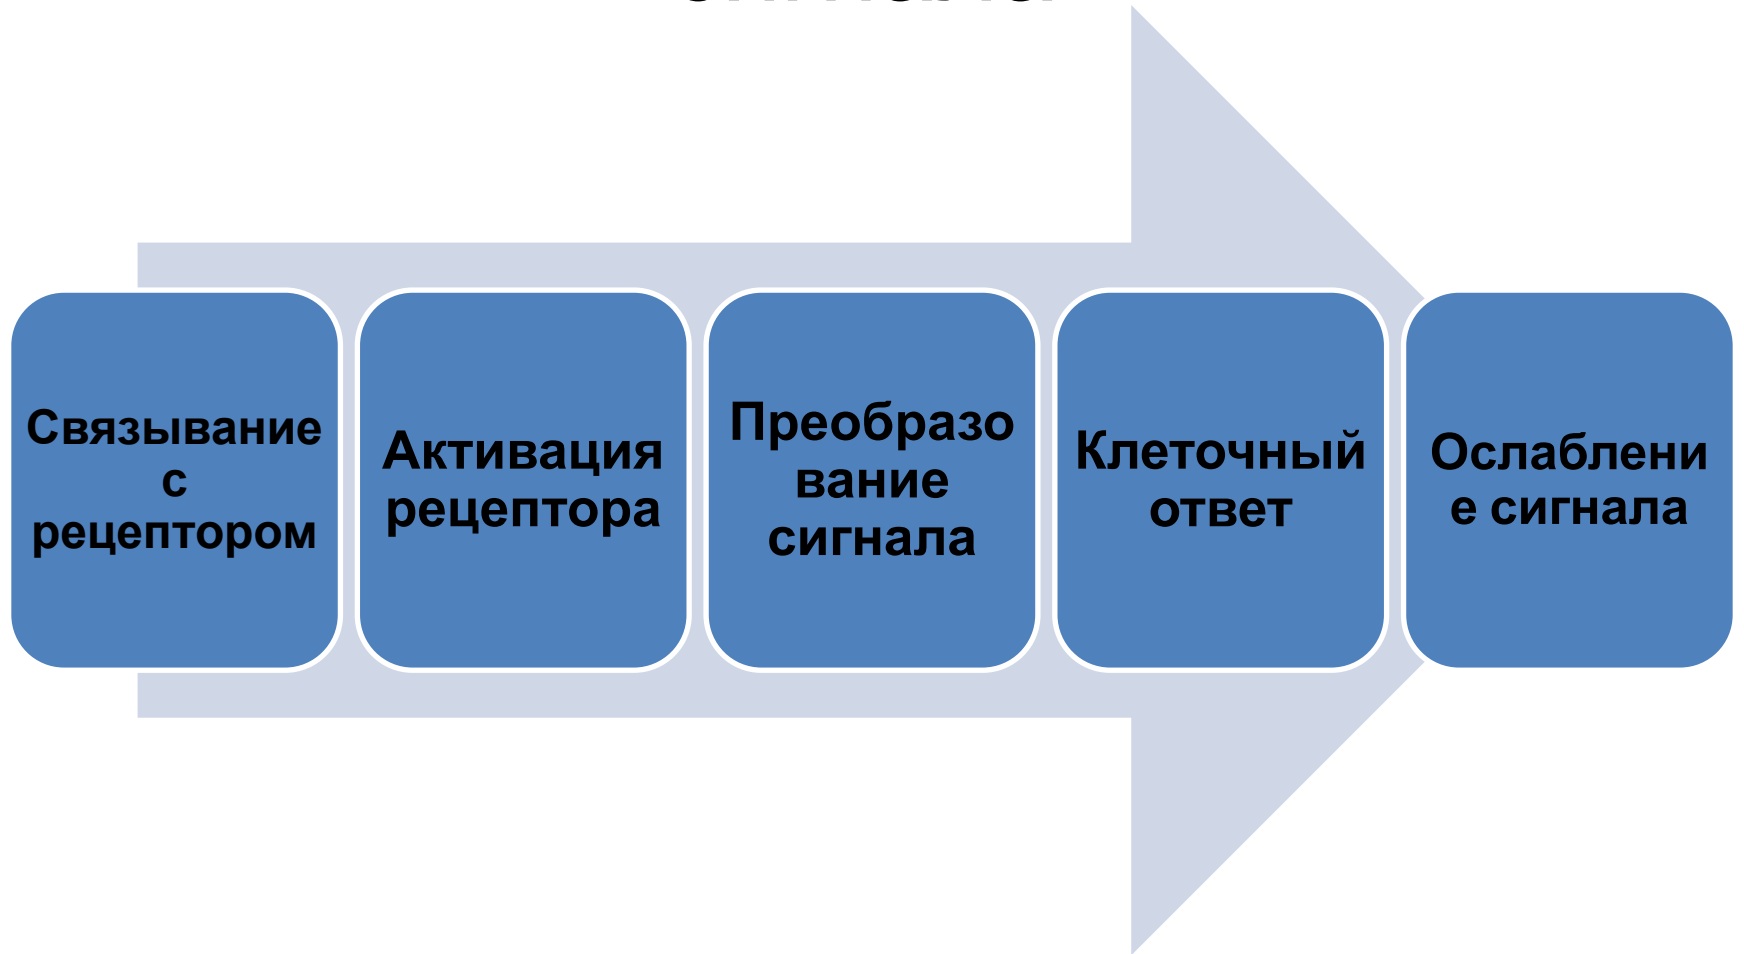 Связывание
с
рецептором
Активация
рецептора
Преобразо
вание
сигнала
Клеточный
ответ
Ослаблени
е сигнала